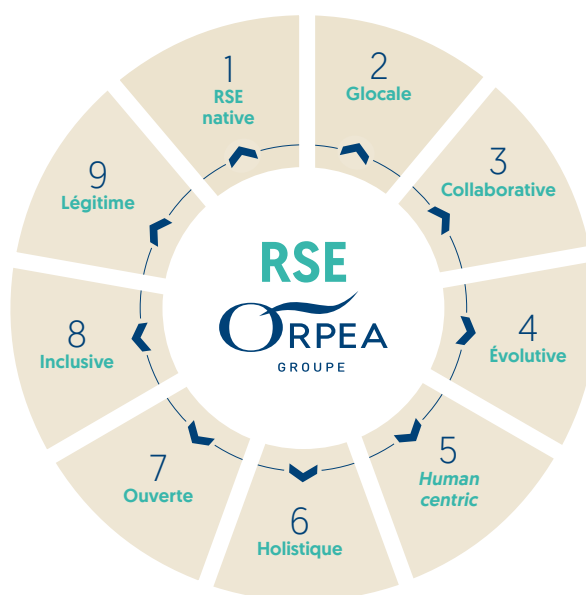 1
RSE
native
2
Glocale
3
Collaborative
4
Évolutive
5
Human
centric
6
Holistique
7
Ouverte
8
Inclusive
9
Légitime
RSE
ORPEA
GROUPE